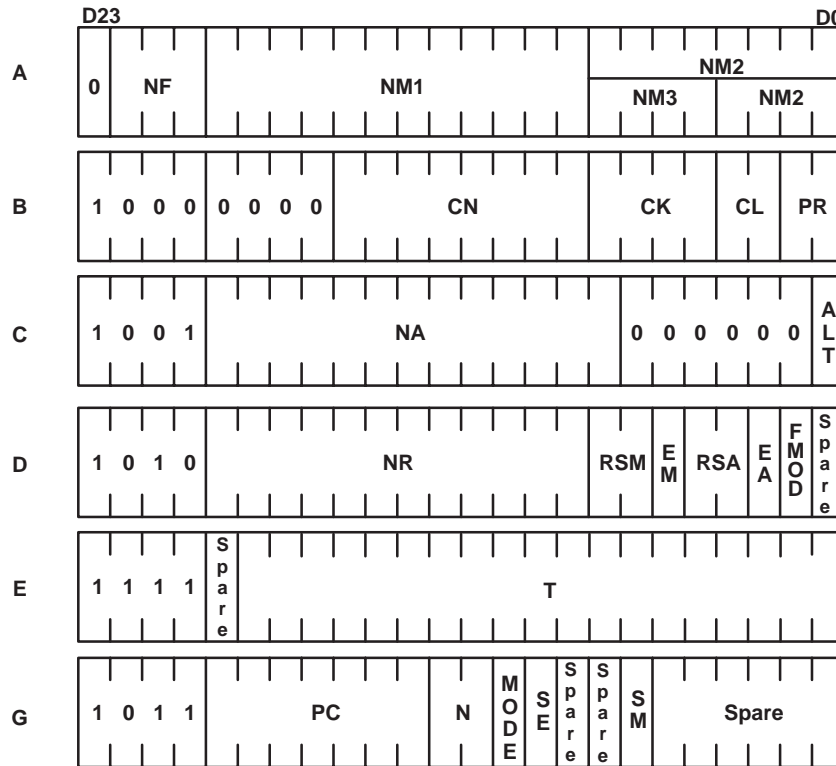 D23 D0
A 0 NF NM1 NM2
NM3 NM2
B 1 0 0 0 0 0 0 0 CN CK CL PR
C 1 0 0 1 NA 0 0 0 0 0 0 ALT
D 1 0 1 0 NR RSM EM RSA EA FMOD Spare
E 1 1 1 1 Spare T
G 1 0 1 1 PC N MODE SE Spare Spare SM Spare